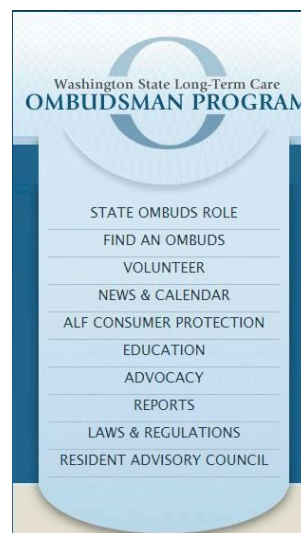 Washington State Long-Term Care
OMBUDSMAN PROGRAM
STATE OMBUDS ROLE
FIND AN OMBUDS
VOLUNTEER
NEWS & CALENDAR
ALF CONSUMER PROTECTION
EDUCATION
ADVOCACY
REPORTS
LAWS & REGULATIONS
RESIDENT ADVISORY COUNCIL